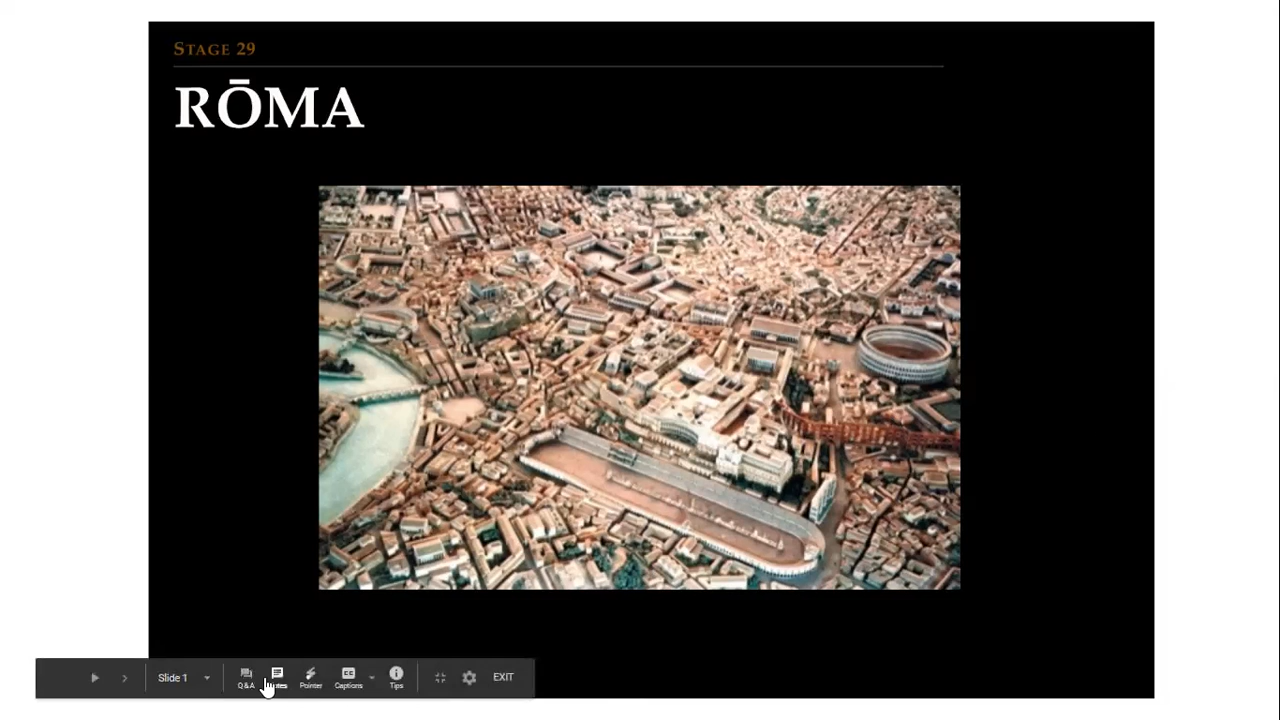 STAGE 29
RŌMA
Slide 1
Q&A
Pointer
Captions
Tips
EXIT